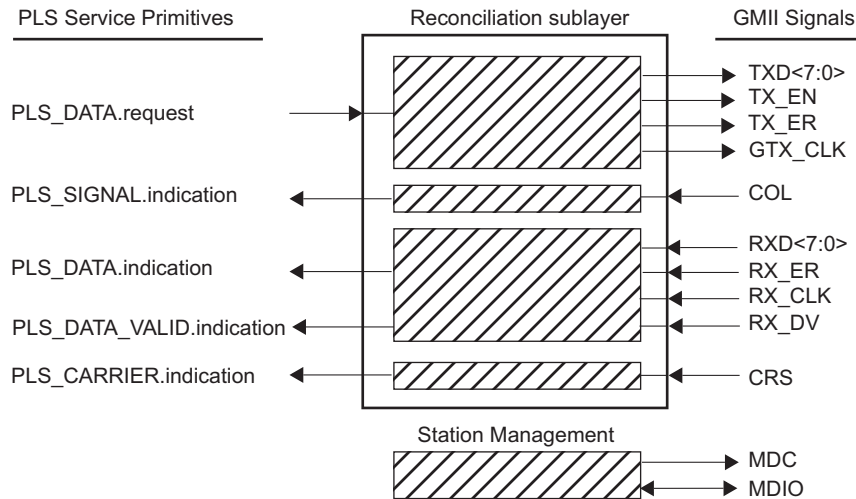 PLS Service Primitives
Reconciliation sublayer
GMII Signals
PLS_DATA.request
TXD<7:0>
TX_EN
TX_ER
GTX_CLK
PLS_SIGNAL.indication
COL
PLS_DATA.indication
RXD<7:0>
RX_ER
RX_CLK
PLS_DATA_VALID.indication
RX_DV
PLS_CARRIER.indication
CRS
Station Management
MDC
MDIO